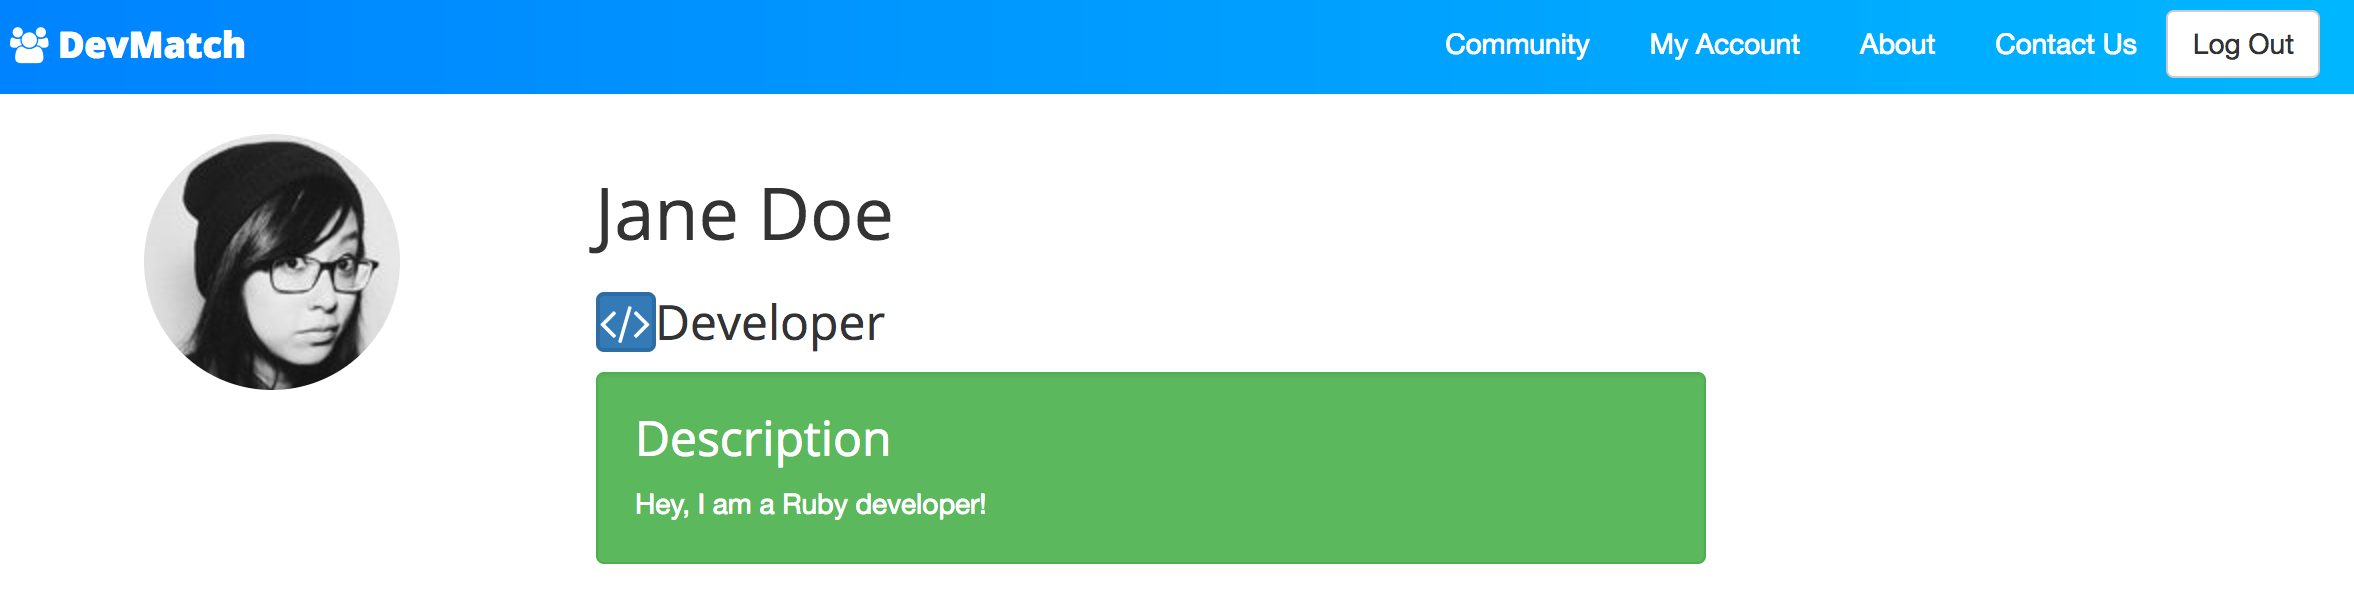 DevMatch
Community My Account About Contact Us Log Out
Jane Doe
</> Developer
Description
Hey, I am a Ruby developer!